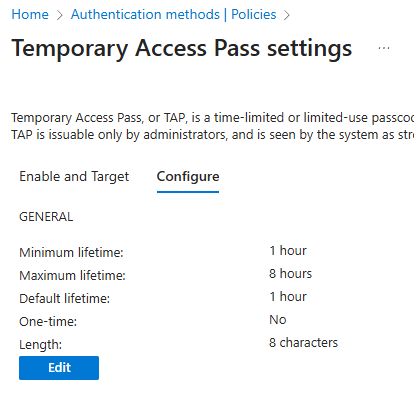 Home > Authentication methods | Policies >
Temporary Access Pass settings ...
Temporary Access Pass, or TAP, is a time-limited or limited-use passcod
TAP is issuable only by administrators, and is seen by the system as stro
Enable and Target Configure
GENERAL
Minimum lifetime: 1 hour
Maximum lifetime: 8 hours
Default lifetime: 1 hour
One-time: No
Length: 8 characters
Edit